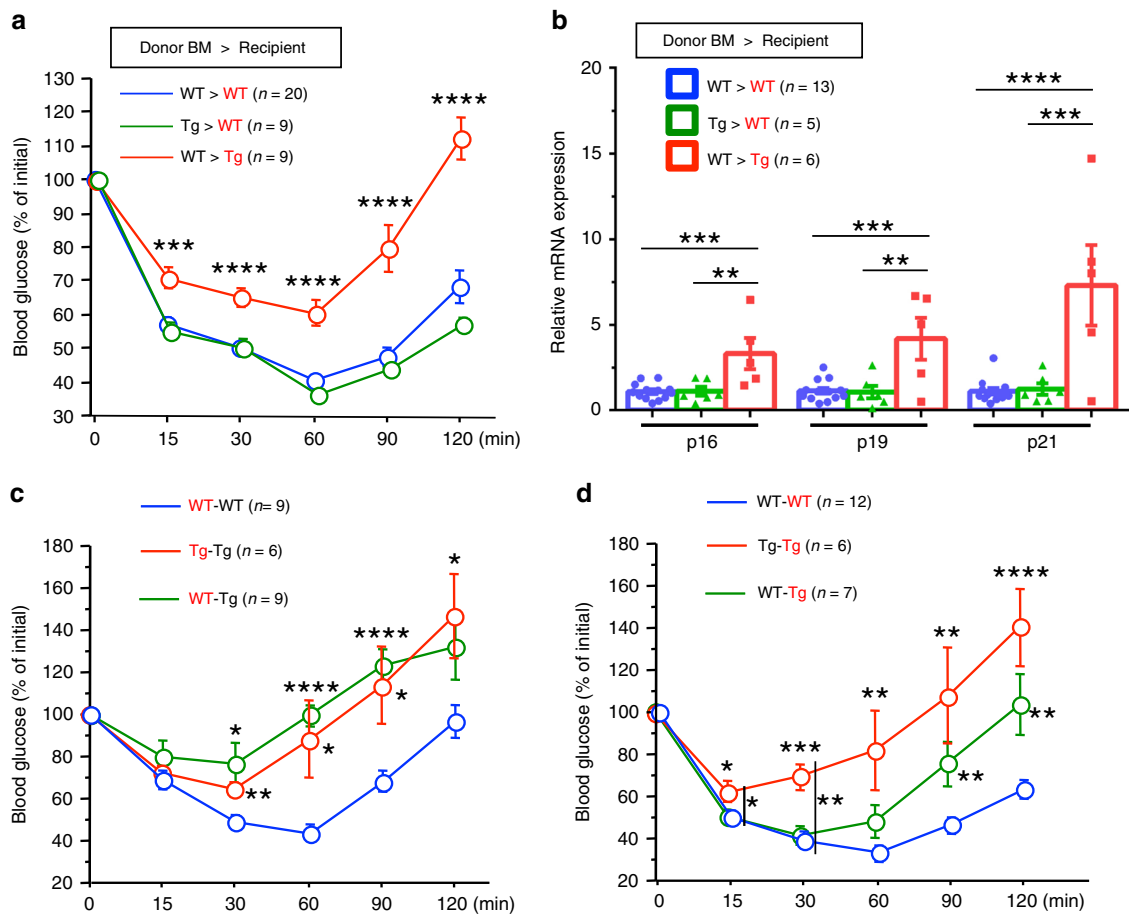 a
Donor BM > Recipient
130
120
110
100
90
80
70
60
50
40
30
Blood glucose (% of initial)
WT > WT (n = 20)
Tg > WT (n = 9)
WT > Tg (n = 9)
***
****
****
****
****
0 15 30 60 90 120 (min)
b
Donor BM > Recipient
20
15
10
5
0
Relative mRNA expression
WT > WT (n = 13)
Tg > WT (n = 5)
WT > Tg (n = 6)
***
**
***
**
****
***
p16 p19 p21
c
WT-WT (n= 9)
Tg-Tg (n = 6)
WT-Tg (n = 9)
180
160
140
120
100
80
60
40
20
Blood glucose (% of initial)
*
**
****
*
****
*
*
0 15 30 60 90 120 (min)
d
WT-WT (n = 12)
Tg-Tg (n = 6)
WT-Tg (n = 7)
180
160
140
120
100
80
60
40
20
Blood glucose (% of initial)
*
*
***
**
**
**
**
****
**
0 15 30 60 90 120 (min)